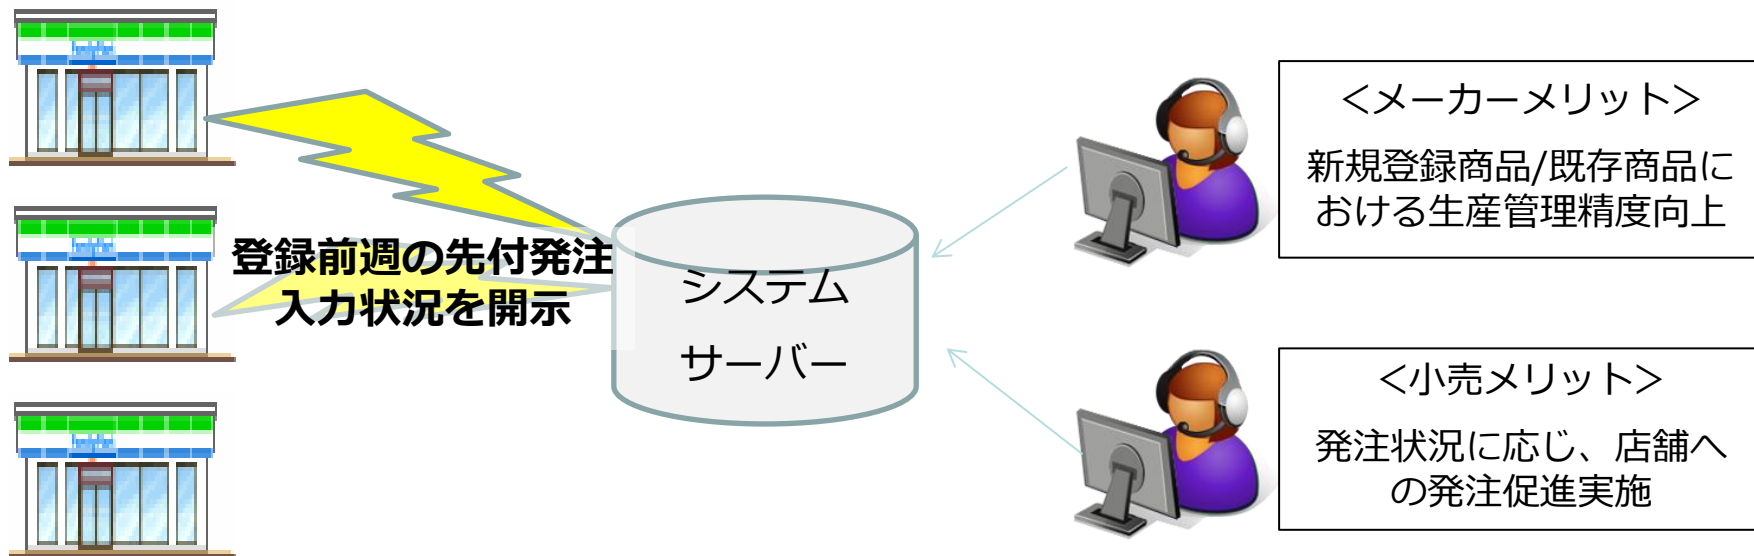 登録前週の先付発注
入力状況を開示
システム
サーバー
＜メーカーメリット＞
新規登録商品/既存商品に
おける生産管理精度向上
＜小売メリット＞
発注状況に応じ、店舗へ
の発注促進実施